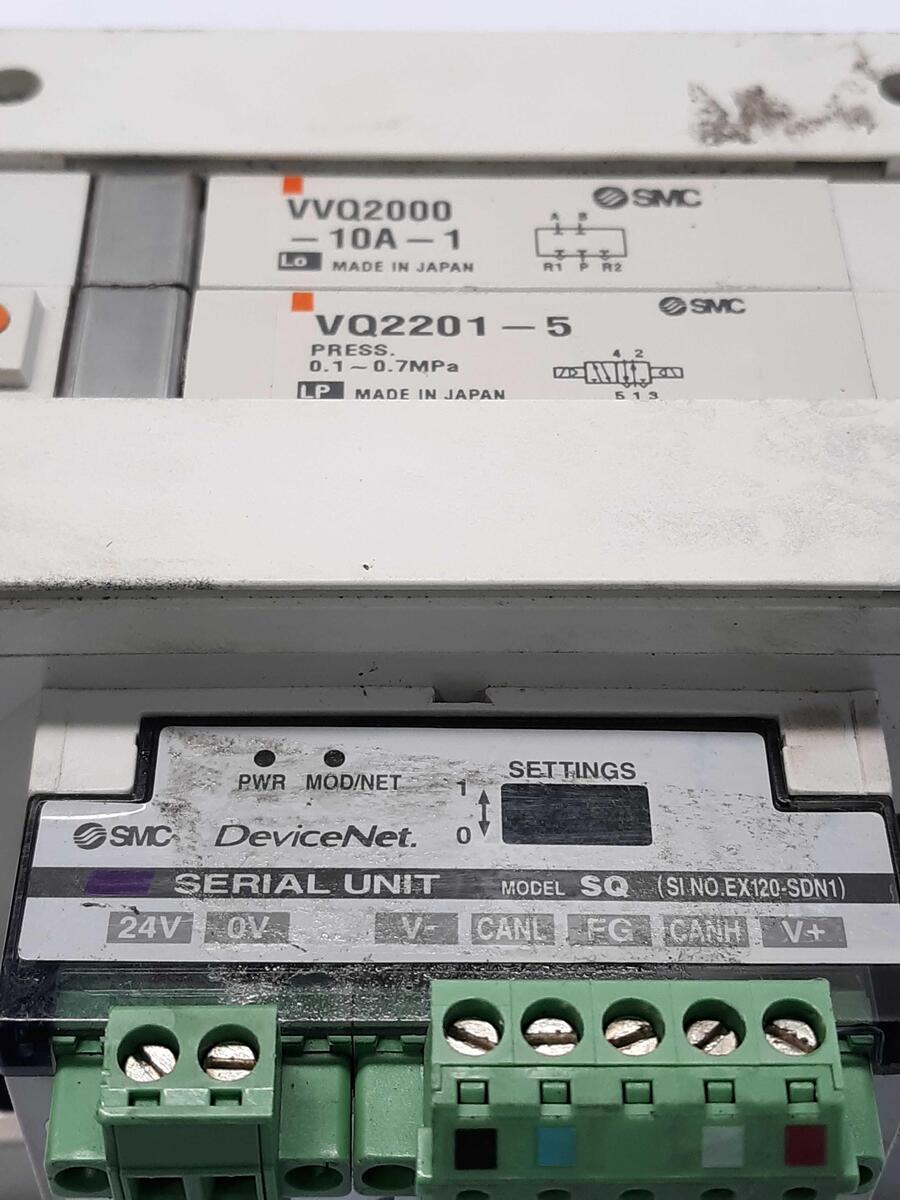 VVQ2000
-10A-1
SMC
A B
R1 P R2
Lo MADE IN JAPAN
VQ2201-5
SMC
PRESS.
0.1~0.7MPa
4 2
5 1 3
LP MADE IN JAPAN
PWR MOD/NET
SETTINGS
1
0
SMC DeviceNet.
SERIAL UNIT MODEL SQ (SI NO.EX120-SDN1)
24V 0V V- CANL FG CANH V+